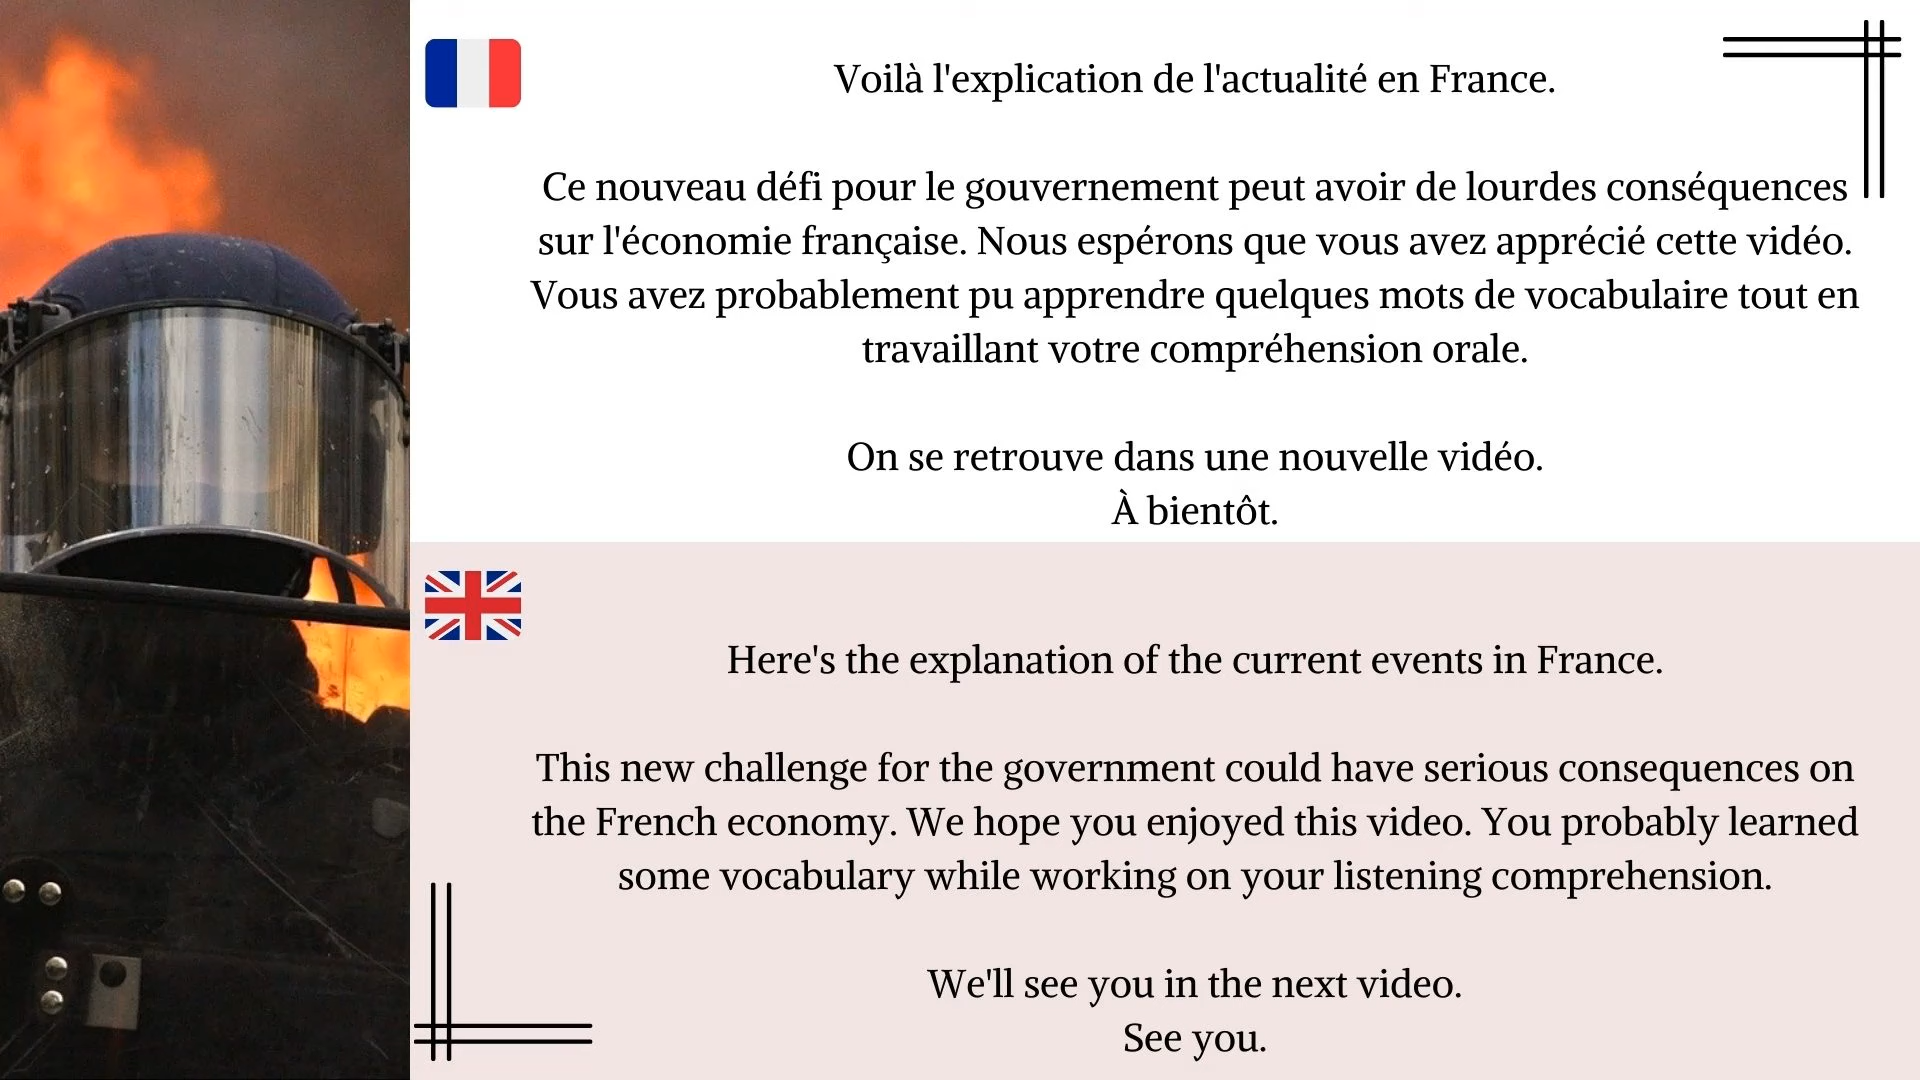 Voilà l'explication de l'actualité en France.
Ce nouveau défi pour le gouvernement peut avoir de lourdes conséquences
sur l'économie française. Nous espérons que vous avez apprécié cette vidéo.
Vous avez probablement pu apprendre quelques mots de vocabulaire tout en
travaillant votre compréhension orale.
On se retrouve dans une nouvelle vidéo.
À bientôt.
Here's the explanation of the current events in France.
This new challenge for the government could have serious consequences on
the French economy. We hope you enjoyed this video. You probably learned
some vocabulary while working on your listening comprehension.
We'll see you in the next video.
See you.